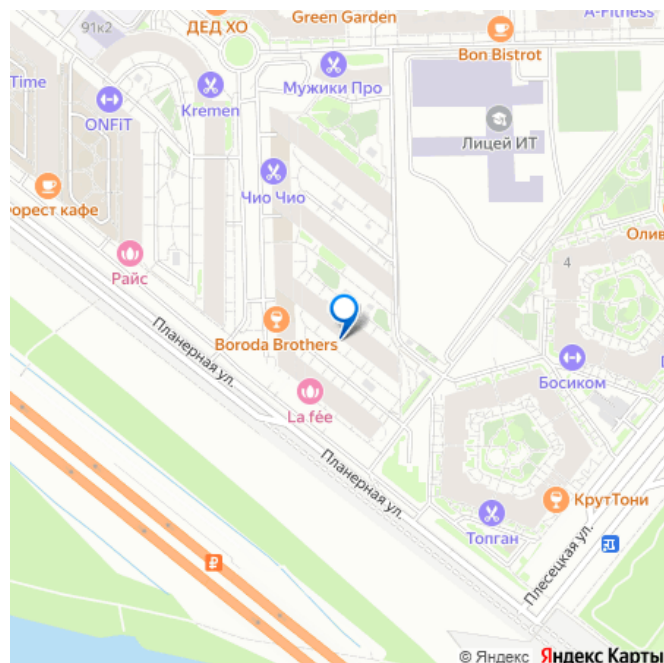 91к2
ДЕД ХО
Green Garden
A-Fitness
Bon Bistrot
Time
ONFiT
Kremen
Мужики Про
Лицей ИТ
Чио Чио
орест кафе
Олив
Райс
4
Планерная ул.
Boroda Brothers
Босиком
La fée
Планерная ул.
КрутТони
Топган
Плесецкая ул.
₽
© Яндекс Яндекс Карты